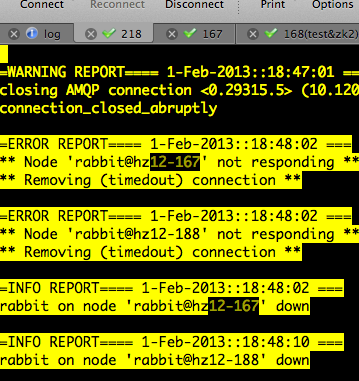 Connect Reconnect Disconnect Print Options
log 218 167 168(test&zk2)
=WARNING REPORT==== 1-Feb-2013::18:47:01 ===
closing AMQP connection <0.29315.5> (10.120
connection_closed_abruptly
=ERROR REPORT==== 1-Feb-2013::18:48:02 ===
** Node 'rabbit@hz12-167' not responding **
** Removing (timedout) connection **
=ERROR REPORT==== 1-Feb-2013::18:48:02 ===
** Node 'rabbit@hz12-188' not responding **
** Removing (timedout) connection **
=INFO REPORT==== 1-Feb-2013::18:48:02 ===
rabbit on node 'rabbit@hz12-167' down
=INFO REPORT==== 1-Feb-2013::18:48:10 ===
rabbit on node 'rabbit@hz12-188' down